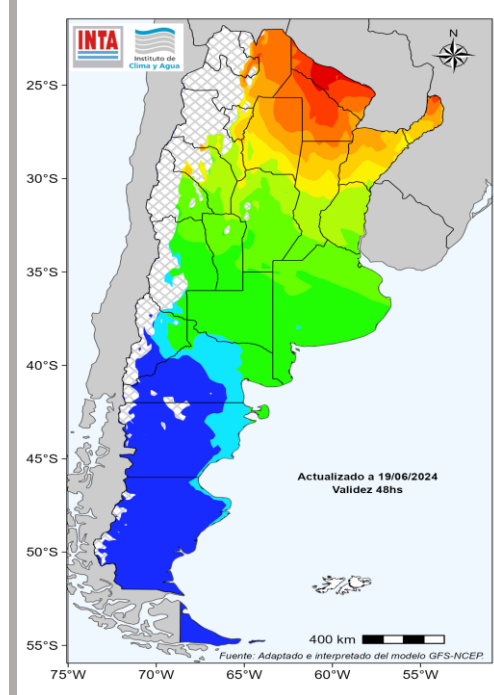 INTA
Instituto de
Clima y Agua
N
25°S
30°S
35°S
40°S
45°S
50°S
55°S
Actualizado a 19/06/2024
Validez 48hs
400 km
Fuente: Adaptado e interpretado del modelo GFS-NCEP.
75°W
70°W
65°W
60°W
55°W